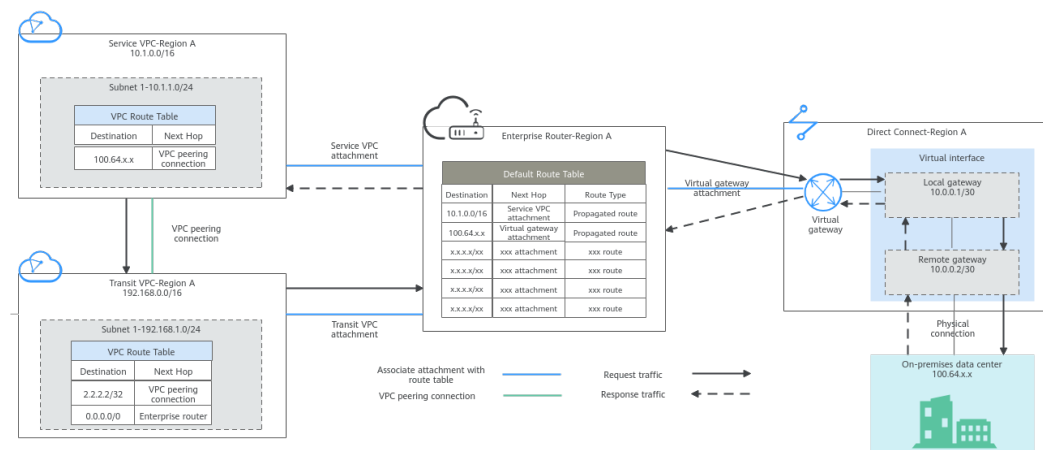 Service VPC-Region A
10.1.0.0/16
Subnet 1-10.1.1.0/24
VPC Route Table
Destination
Next Hop
100.64.x.x
VPC peering
connection
VPC peering
connection
Transit VPC-Region A
192.168.0.0/16
Subnet 1-192.168.1.0/24
VPC Route Table
Destination
Next Hop
2.2.2.2/32
VPC peering
connection
0.0.0.0/0
Enterprise router
Service VPC
attachment
Transit VPC
attachment
Enterprise Router-Region A
Default Route Table
Destination
Next Hop
Route Type
10.1.0.0/16
Service VPC
attachment
Propagated route
100.64.x.x
Virtual gateway
attachment
Propagated route
x.x.x.x/xx
xxx attachment
xxx route
x.x.x.x/xx
xxx attachment
xxx route
x.x.x.x/xx
xxx attachment
xxx route
x.x.x.x/xx
xxx attachment
xxx route
Virtual gateway
attachment
Direct Connect-Region A
Virtual
gateway
Virtual interface
Local gateway
10.0.0.1/30
Remote gateway
10.0.0.2/30
Physical
connection
On-premises data center
100.64.x.x
Associate attachment with
route table
VPC peering connection
Request traffic
Response traffic